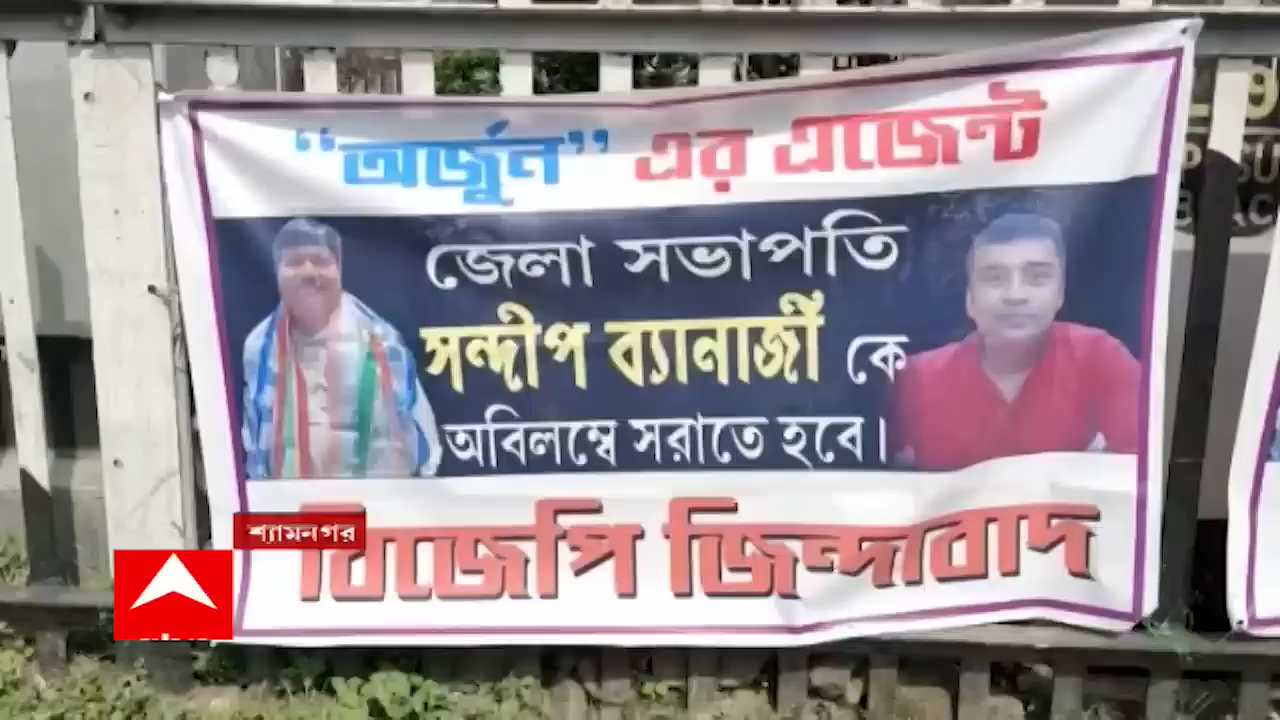 “অর্জুন” এর এজেন্ট
জেলা সভাপতি
সন্দীপ ব্যানার্জী কে
অবিলম্বে সরাতে হবে।
বিজেপি জিন্দাবাদ
শ্যামনগর